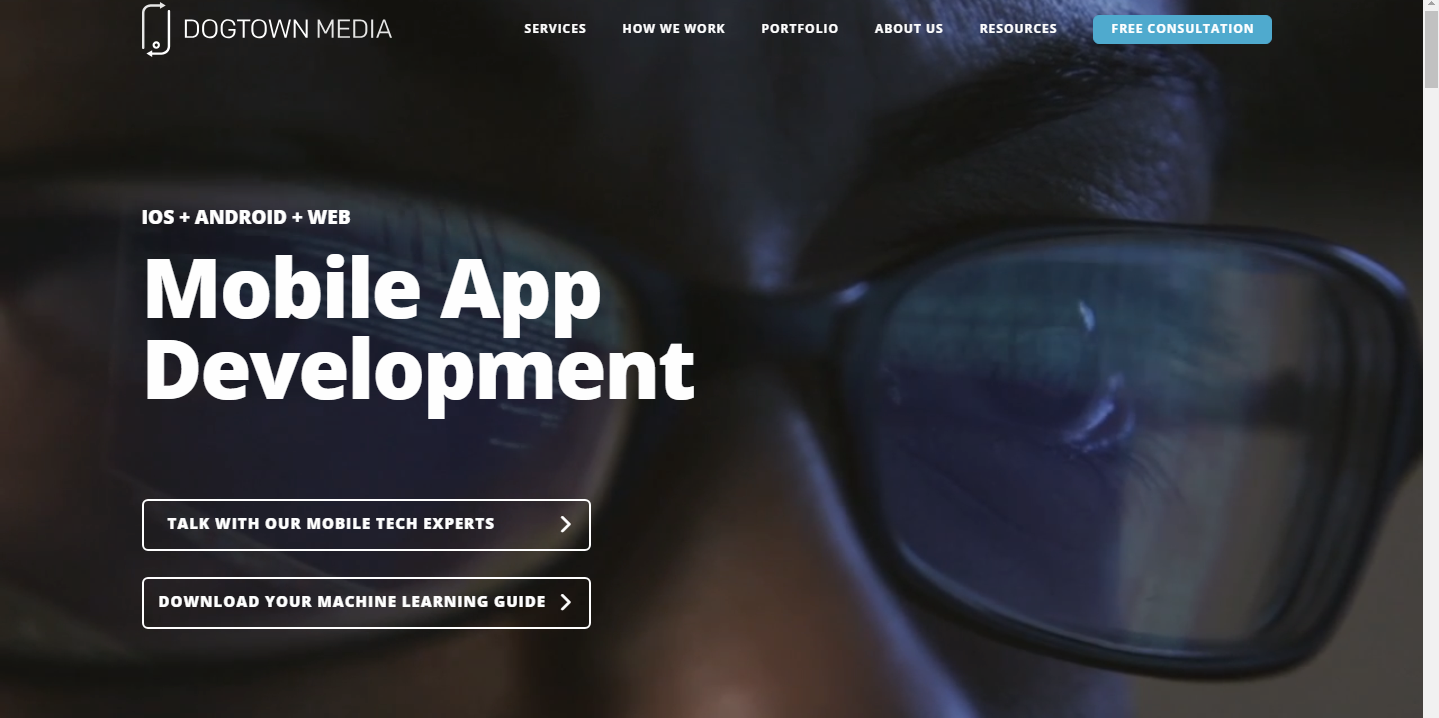 DOGTOWN MEDIA
SERVICES HOW WE WORK PORTFOLIO ABOUT US RESOURCES FREE CONSULTATION
IOS + ANDROID + WEB
Mobile App
Development
TALK WITH OUR MOBILE TECH EXPERTS
DOWNLOAD YOUR MACHINE LEARNING GUIDE